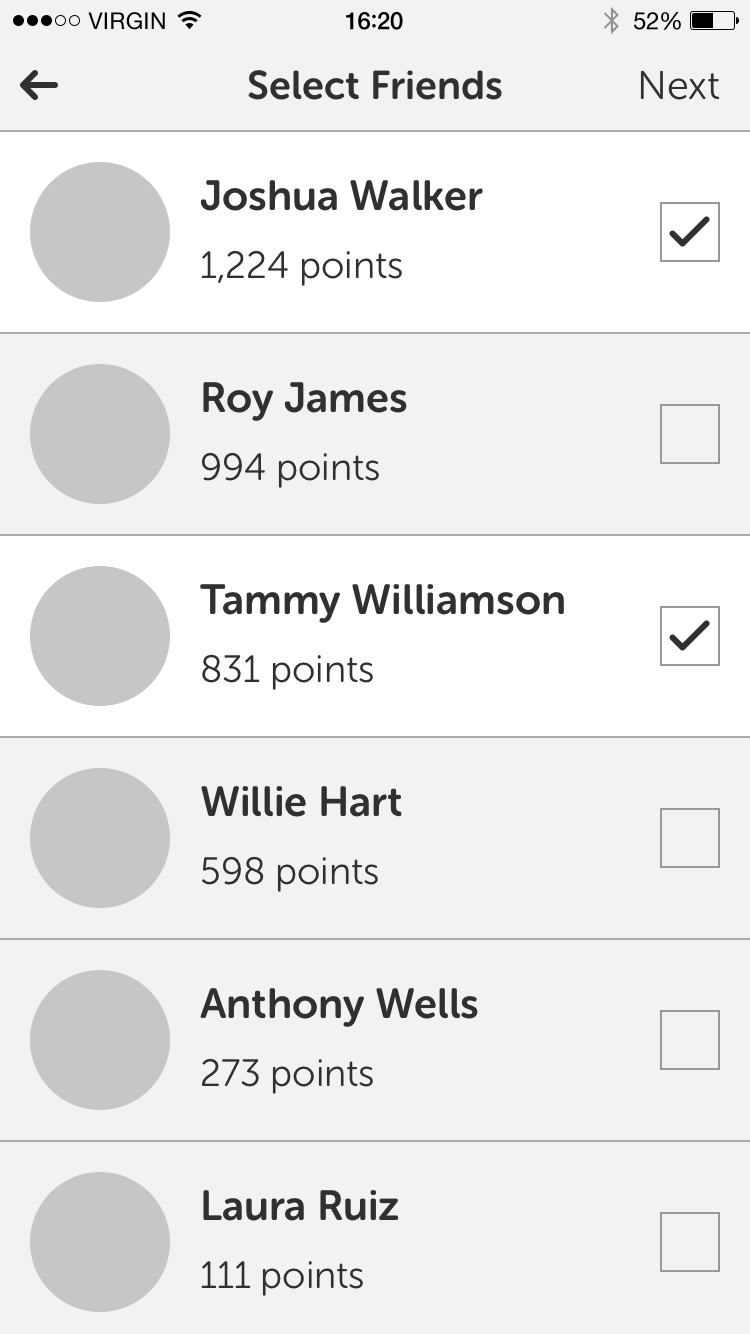 VIRGIN 16:20 52%
Select Friends Next
Joshua Walker
1,224 points
Roy James
994 points
Tammy Williamson
831 points
Willie Hart
598 points
Anthony Wells
273 points
Laura Ruiz
111 points